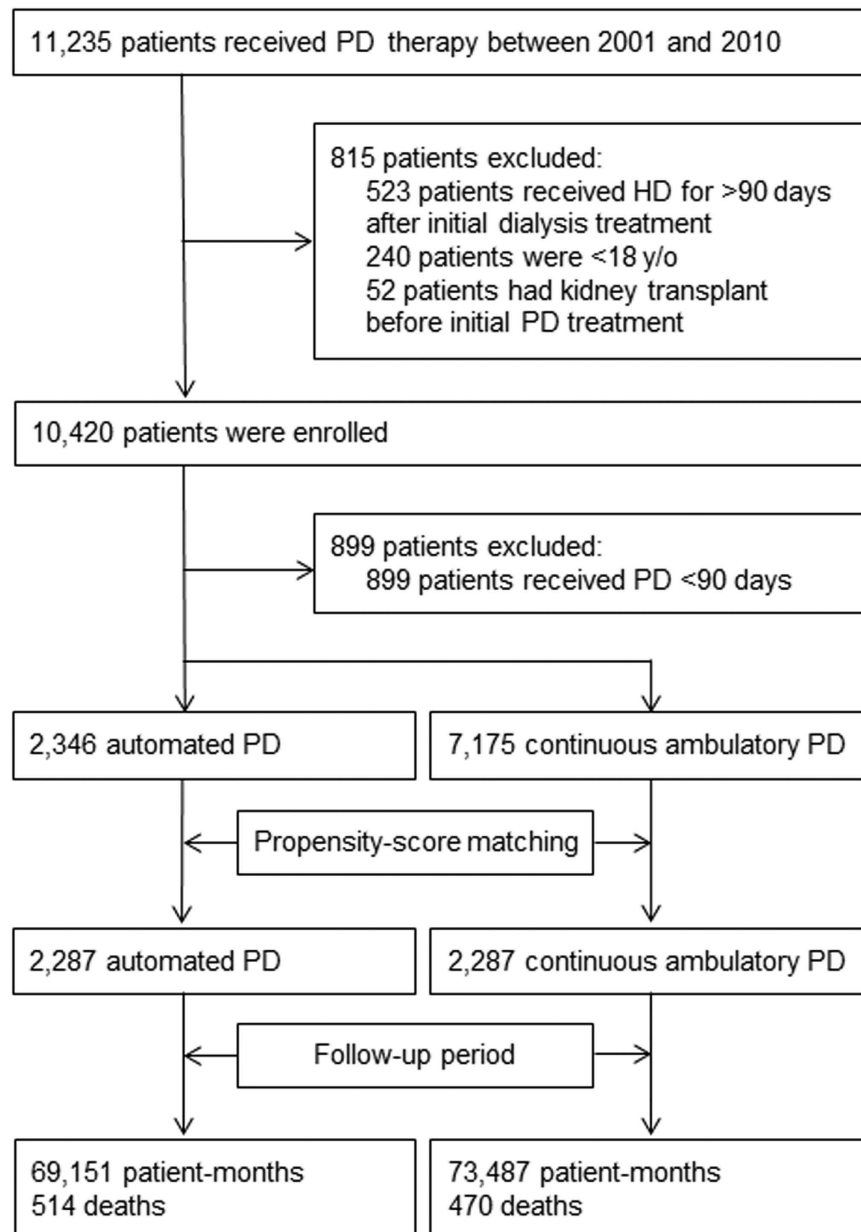 11,235 patients received PD therapy between 2001 and 2010
815 patients excluded:
523 patients received HD for >90 days
after initial dialysis treatment
240 patients were <18 y/o
52 patients had kidney transplant
before initial PD treatment
10,420 patients were enrolled
899 patients excluded:
899 patients received PD <90 days
2,346 automated PD
7,175 continuous ambulatory PD
Propensity-score matching
2,287 automated PD
2,287 continuous ambulatory PD
Follow-up period
69,151 patient-months
514 deaths
73,487 patient-months
470 deaths